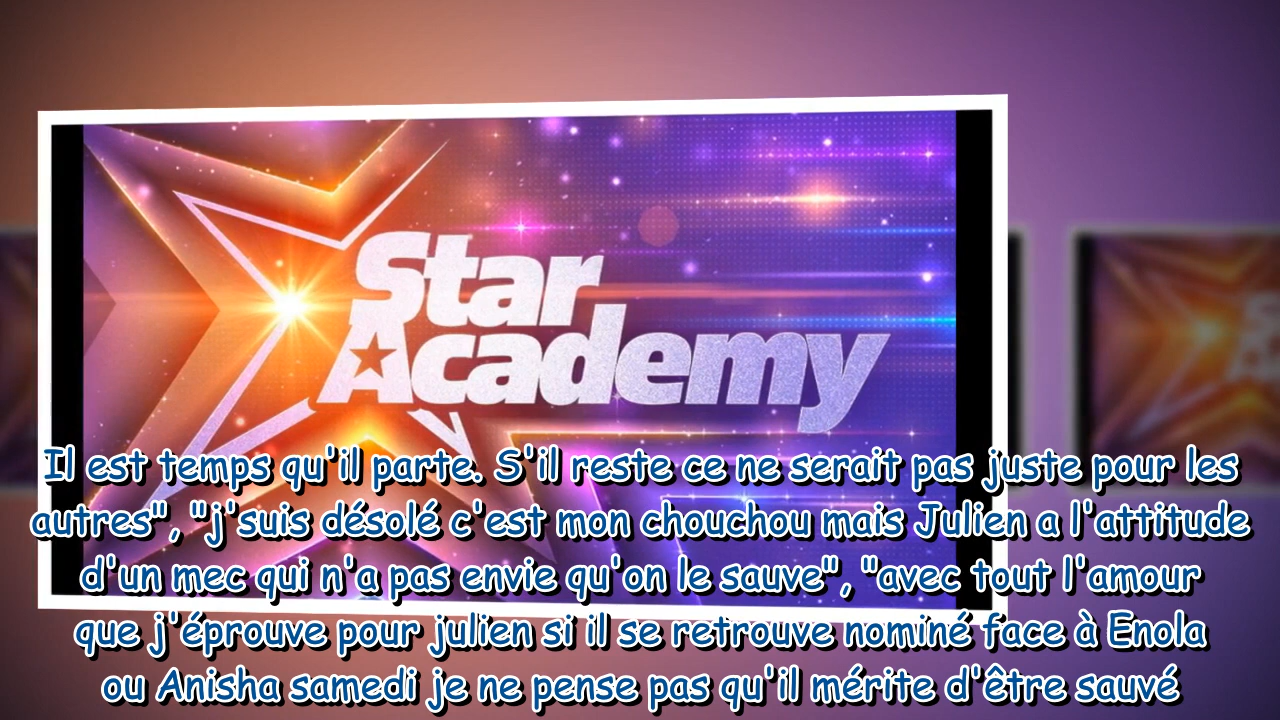 Star
Academy
Il est temps qu'il parte. S'il reste ce ne serait pas juste pour les
autres", "j'suis désolé c'est mon chouchou mais Julien a l'attitude
d'un mec qui n'a pas envie qu'on le sauve", "avec tout l'amour
que j'éprouve pour julien si il se retrouve nominé face à Enola
ou Anisha samedi je ne pense pas qu'il mérite d'être sauvé